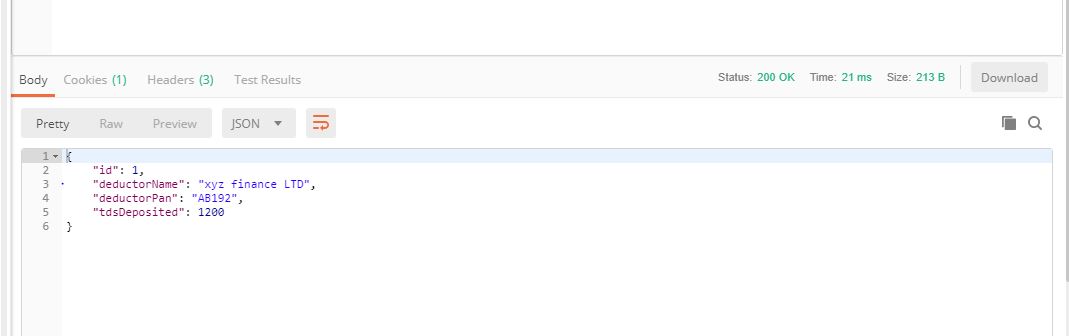 Body Cookies (1) Headers (3) Test Results Status: 200 OK Time: 21 ms Size: 213 B Download
Pretty Raw Preview JSON
1 {
2 "id": 1,
3 "deductorName": "xyz finance LTD",
4 "deductorPan": "AB192",
5 "tdsDeposited": 1200
6 }